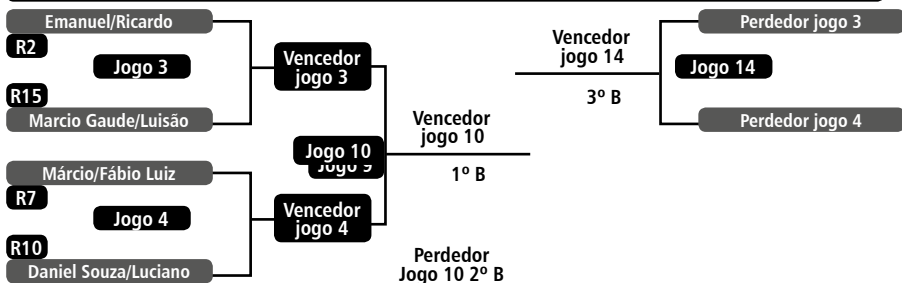 Emanuel/Ricardo
R2
Jogo 3
R15
Marcio Gaude/Luisão
Márcio/Fábio Luiz
R7
Jogo 4
R10
Daniel Souza/Luciano
Vencedor
jogo 3
Jogo 10
Jogo 9
Vencedor
jogo 4
Vencedor
jogo 10
1º B
Perdedor
Jogo 10 2º B
Vencedor
jogo 14
3º B
Perdedor jogo 3
Jogo 14
Perdedor jogo 4